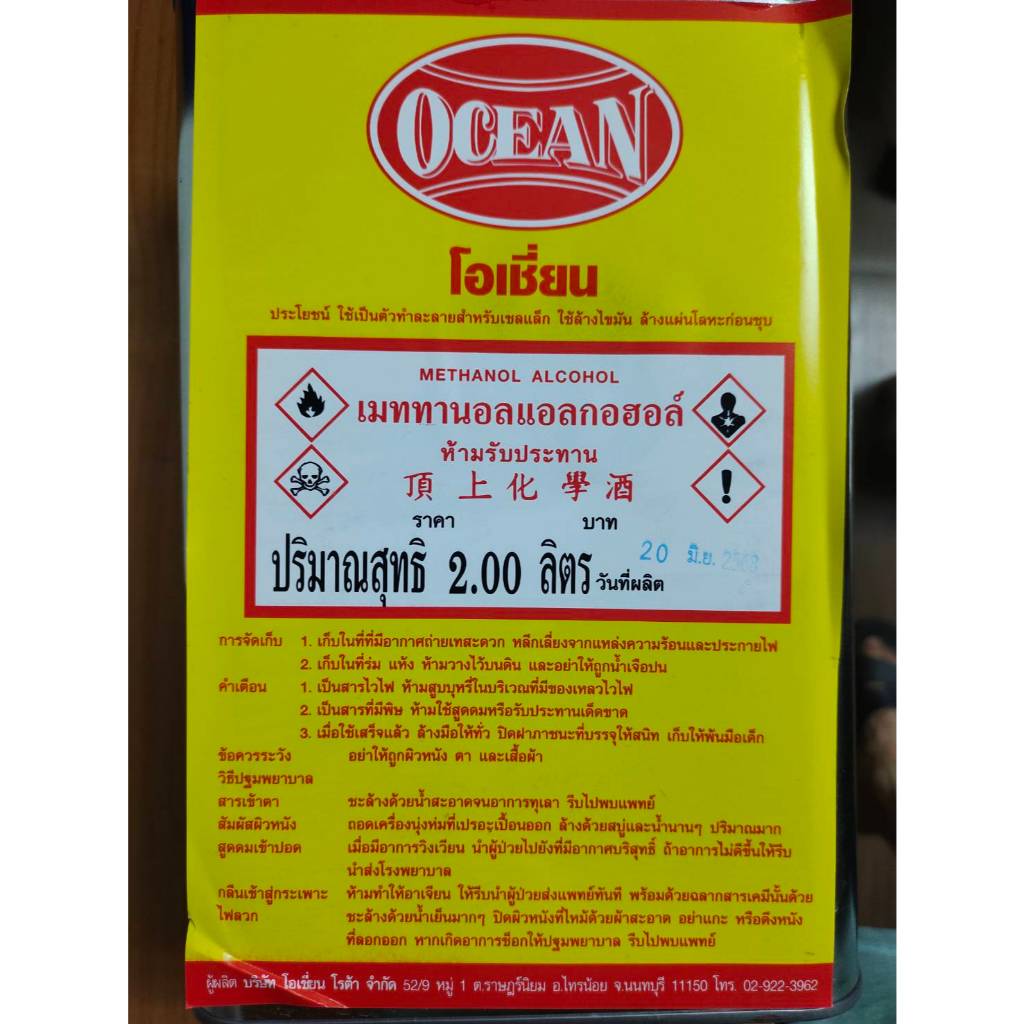 OCEAN
โอเชี่ยน
ประโยชน์ ใช้เป็นตัวทำละลายสำหรับเชลแล็ก ใช้ล้างไขมัน ล้างแผ่นโลหะก่อนชุบ
METHANOL ALCOHOL
เมททานอลแอลกอฮอล์
ห้ามรับประทาน
頂上化學酒
ราคา บาท
ปริมาณสุทธิ 2.00 ลิตร วันที่ผลิต 20 มิ.ย. 2568
การจัดเก็บ 1. เก็บในที่ที่มีอากาศถ่ายเทสะดวก หลีกเลี่ยงจากแหล่งความร้อนและประกายไฟ
2. เก็บในที่ร่ม แห้ง ห้ามวางไว้บนดิน และอย่าให้ถูกน้ำเจือปน
คำเตือน 1. เป็นสารไวไฟ ห้ามสูบบุหรี่ในบริเวณที่มีของเหลวไวไฟ
2. เป็นสารที่มีพิษ ห้ามใช้สูดดมหรือรับประทานเด็ดขาด
3. เมื่อใช้เสร็จแล้ว ล้างมือให้ทั่ว ปิดฝาภาชนะที่บรรจุให้สนิท เก็บให้พ้นมือเด็ก
ข้อควรระวัง อย่าให้ถูกผิวหนัง ตา และเสื้อผ้า
วิธีปฐมพยาบาล
สารเข้าตา ชะล้างด้วยน้ำสะอาดจนอาการทุเลา รีบไปพบแพทย์
สัมผัสผิวหนัง ถอดเครื่องนุ่งห่มที่เปรอะเปื้อนออก ล้างด้วยสบู่และน้ำนานๆ ปริมาณมาก
สูดดมเข้าปอด เมื่อมีอาการวิงเวียน นำผู้ป่วยไปยังที่มีอากาศบริสุทธิ์ ถ้าอาการไม่ดีขึ้นให้รีบ
นำส่งโรงพยาบาล
กลืนเข้าสู่กระเพาะ ห้ามทำให้อาเจียน ให้รีบนำผู้ป่วยส่งแพทย์ทันที พร้อมด้วยฉลากสารเคมีนั้นด้วย
ไฟลวก ชะล้างด้วยน้ำเย็นมากๆ ปิดผิวหนังที่ไหม้ด้วยผ้าสะอาด อย่าแกะ หรือดึงหนัง
ที่ลอกออก หากเกิดอาการช็อกให้ปฐมพยาบาล รีบไปพบแพทย์
ผู้ผลิต บริษัท โอเชี่ยน โรต้า จำกัด 52/9 หมู่ 1 ต.ราษฎร์นิยม อ.ไทรน้อย จ.นนทบุรี 11150 โทร. 02-922-3962